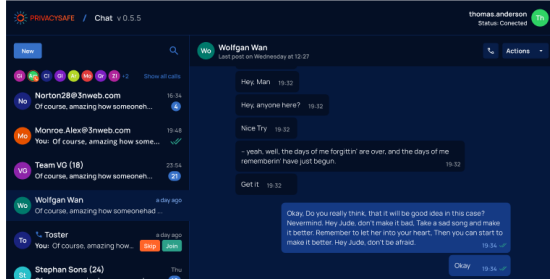 PRIVACYSAFE / Chat v 0.5.5
thomas.anderson
Status: Conected
Th
New
Wo
Wolfgan Wan
Last post on Wednesday at 12:27
Actions
+2
Show all calls
No
Norton28@3nweb.com
16:34
Of course, amazing how someoneh...
4
Mo
Monroe.Alex@3nweb.com
19:48
You: Of course, amazing how some...
VG
Team VG (18)
23:54
Of course, amazing how someoneh...
21
Wo
Wolfgan Wan
a day ago
Of course, amazing how someonehad ...
To
Toster
a day ago
You: Of course, amazing how...
Skip
Join
St
Stephan Sons (24)
Thu
Hey, Man 19:32
Hey, anyone here? 19:32
Nice Try 19:32
– yeah, well, the days of me forgittin' are over, and the days of me
rememberin' have just begun.
19:32
Get it 19:32
Okay, Do you really think, that it will be good idea in this case?
Nevermind. Hey Jude, don't make it bad, Take a sad song and make
it better. Remember to let her into your heart, Then you can start to
make it better. Hey Jude, don't be afraid.
19:34
Okay 19:34